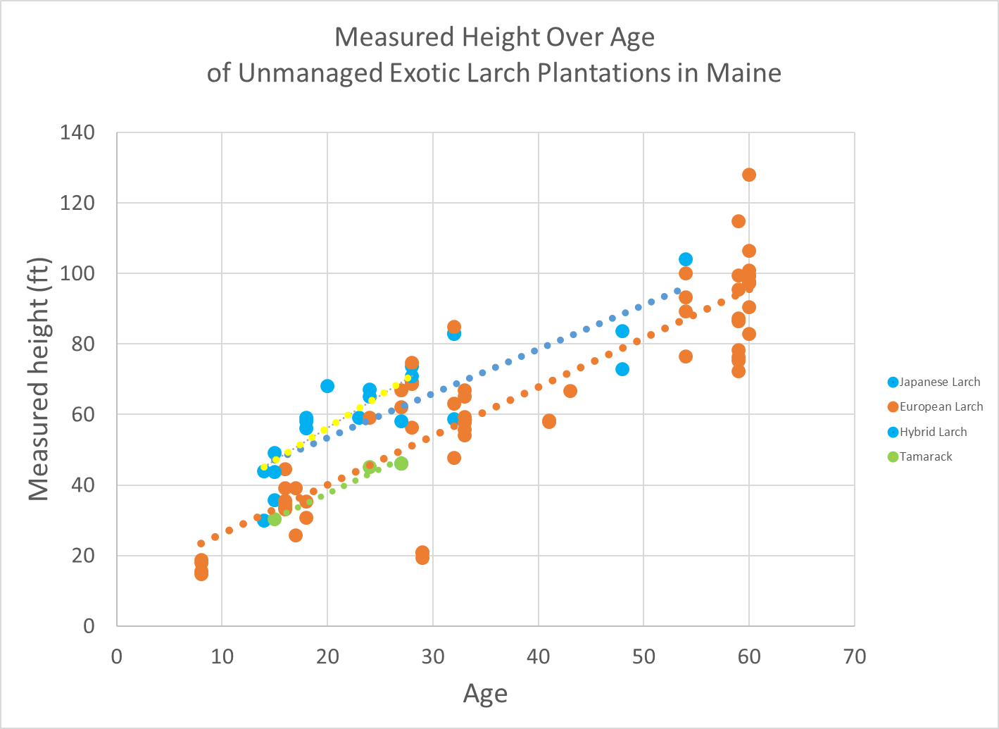 Measured Height Over Age
of Unmanaged Exotic Larch Plantations in Maine
140
120
100
80
60
40
20
0
Measured height (ft)
0 10 20 30 40 50 60 70
Age
Japanese Larch
European Larch
Hybrid Larch
Tamarack